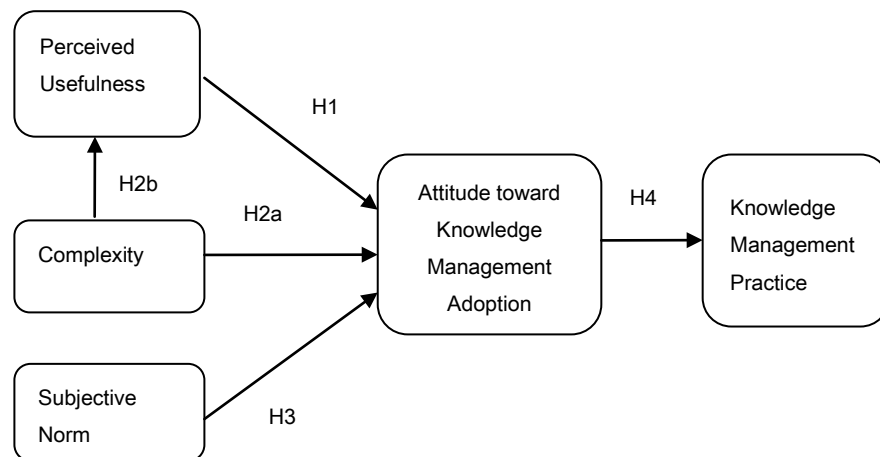 Perceived
Usefulness
H1
H2b
H2a
Complexity
Attitude toward
Knowledge
Management
Adoption
H4
Knowledge
Management
Practice
Subjective
Norm
H3